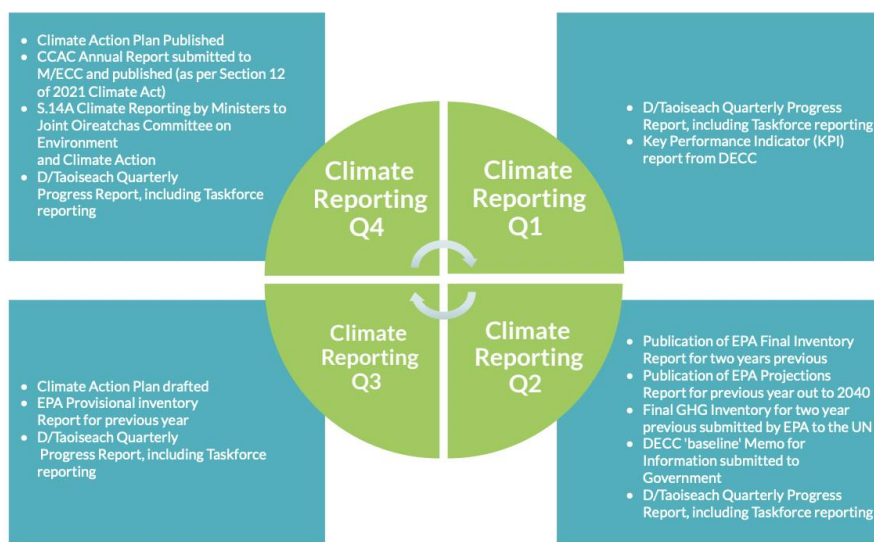 Climate Action Plan Published
CCAC Annual Report submitted to
M/ECC and published (as per Section 12
of 2021 Climate Act)
S.14A Climate Reporting by Ministers to
Joint Oireatchas Committee on
Environment
and Climate Action
D/Taoiseach Quarterly
Progress Report, including Taskforce
reporting
Climate
Reporting
Q4
Climate
Reporting
Q1
D/Taoiseach Quarterly Progress
Report, including Taskforce reporting
Key Performance Indicator (KPI)
report from DECC
Climate Action Plan drafted
EPA Provisional inventory
Report for previous year
D/Taoiseach Quarterly
Progress Report, including Taskforce
reporting
Climate
Reporting
Q3
Climate
Reporting
Q2
Publication of EPA Final Inventory
Report for two years previous
Publication of EPA Projections
Report for previous year out to 2040
Final GHG Inventory for two year
previous submitted by EPA to the UN
DECC 'baseline' Memo for
Information submitted to
Government
D/Taoiseach Quarterly Progress
Report, including Taskforce reporting